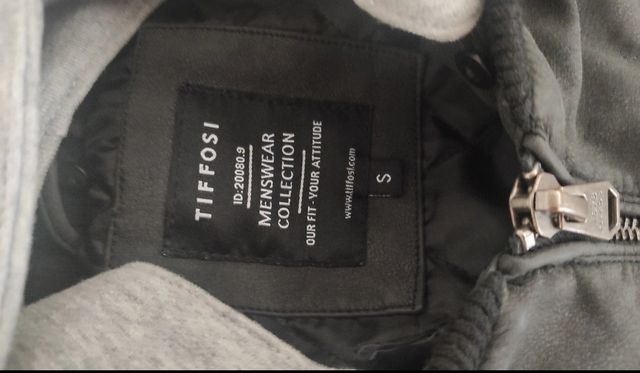 TIFFOSI
ID:20080.9
MENSWEAR
COLLECTION
OUR FIT - YOUR ATTITUDE
www.tiffosi.com
S